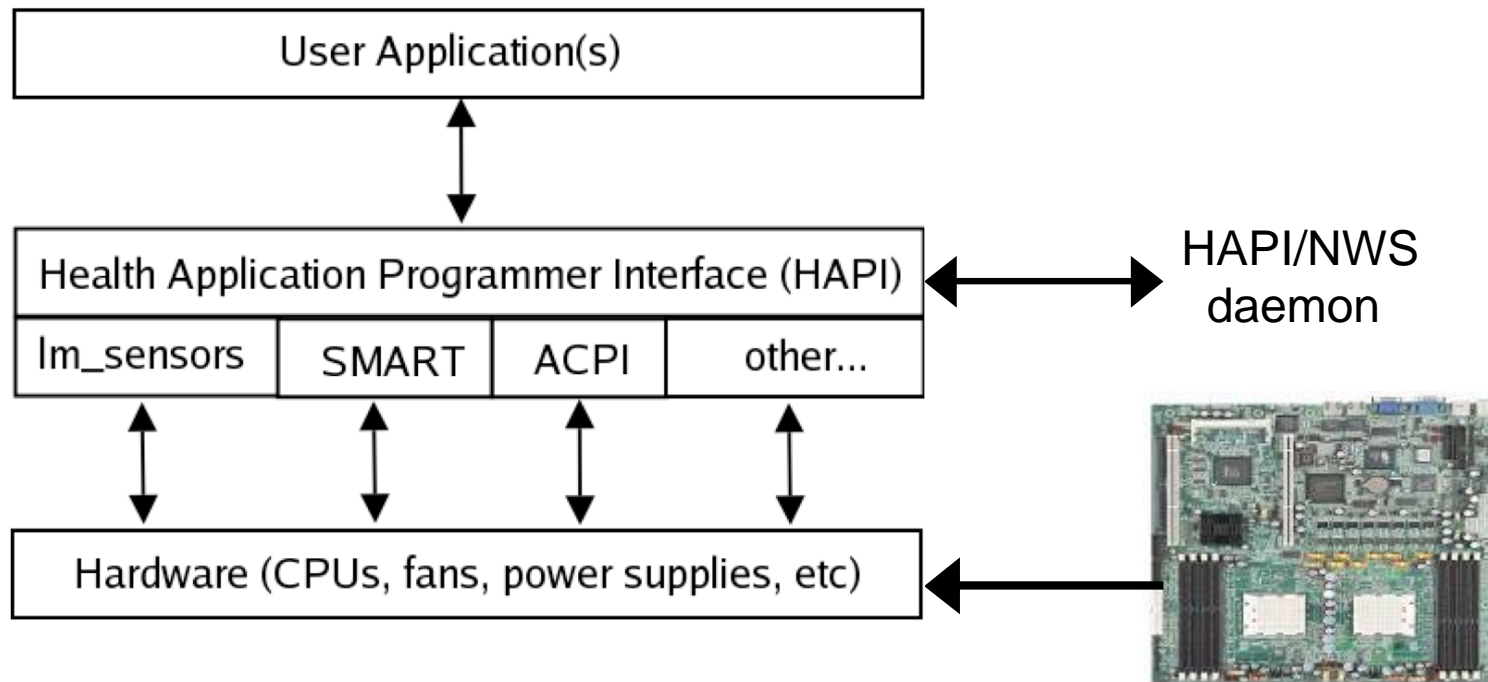 User Application(s)
Health Application Programmer Interface (HAPI)
HAPI/NWS
daemon
lm_sensors
SMART
ACPI
other...
Hardware (CPUs, fans, power supplies, etc)